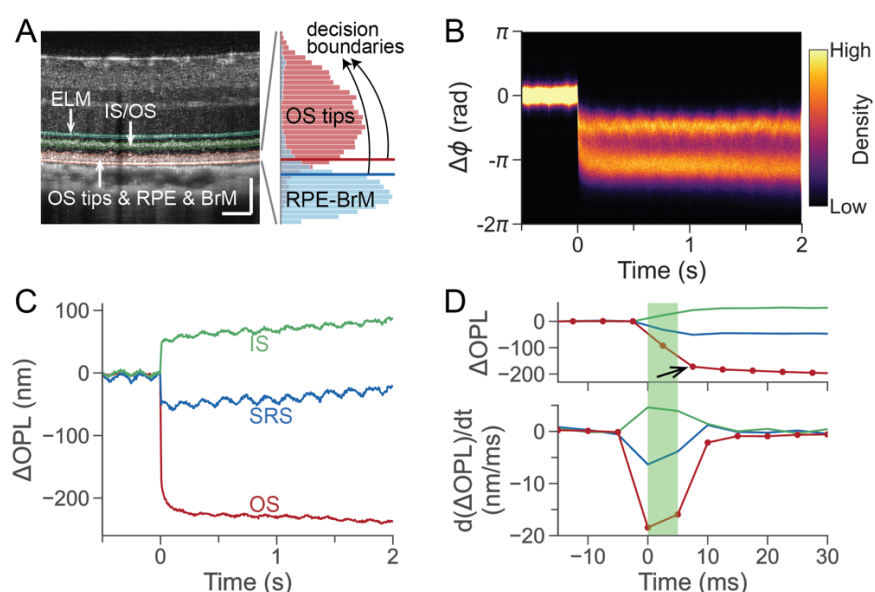 A
ELM
IS/OS
OS tips & RPE & BrM
decision
boundaries
OS tips
RPE-BrM
B
Δϕ (rad)
π
0
-π
-2π
0
1
2
Time (s)
High
Density
Low
C
ΔOPL (nm)
100
0
−100
−200
IS
SRS
OS
0
1
2
Time (s)
D
ΔOPL
0
−100
−200
d(ΔOPL)/dt
(nm/ms)
0
−10
−20
−10
0
10
20
30
Time (ms)